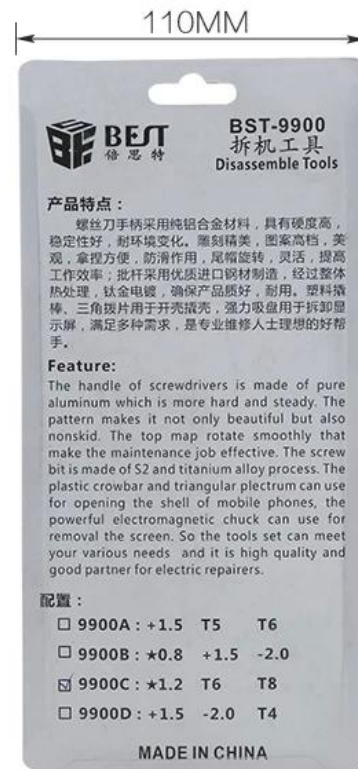 110MM
BEST
倍思特
BST-9900
拆机工具
Disassemble Tools
产品特点：
螺丝刀手柄采用纯铝合金材料，具有硬度高，
稳定性好，耐环境变化。雕刻精美，图案高档，美
观，拿捏方便，防滑作用，尾帽旋转，灵活，提高
工作效率；批杆采用优质进口钢材制造，经过整体
热处理，钛金电镀，确保产品质好，耐用。塑料撬
棒、三角拨片用于开壳撬壳，强力吸盘用于拆卸显
示屏，满足多种需求，是专业维修人士理想的好帮
手。
Feature:
The handle of screwdrivers is made of pure
aluminum which is more hard and steady. The
pattern makes it not only beautiful but also
nonskid. The top map rotate smoothly that
make the maintenance job effective. The screw
bit is made of S2 and titanium alloy process. The
plastic crowbar and triangular plectrum can use
for opening the shell of mobile phones, the
powerful electromagnetic chuck can use for
removal the screen. So the tools set can meet
your various needs and it is high quality and
good partner for electric repairers.
配置：
☐ 9900A : +1.5 T5 T6
☐ 9900B : ★0.8 +1.5 -2.0
☑ 9900C : ★1.2 T6 T8
☐ 9900D : +1.5 -2.0 T4
MADE IN CHINA